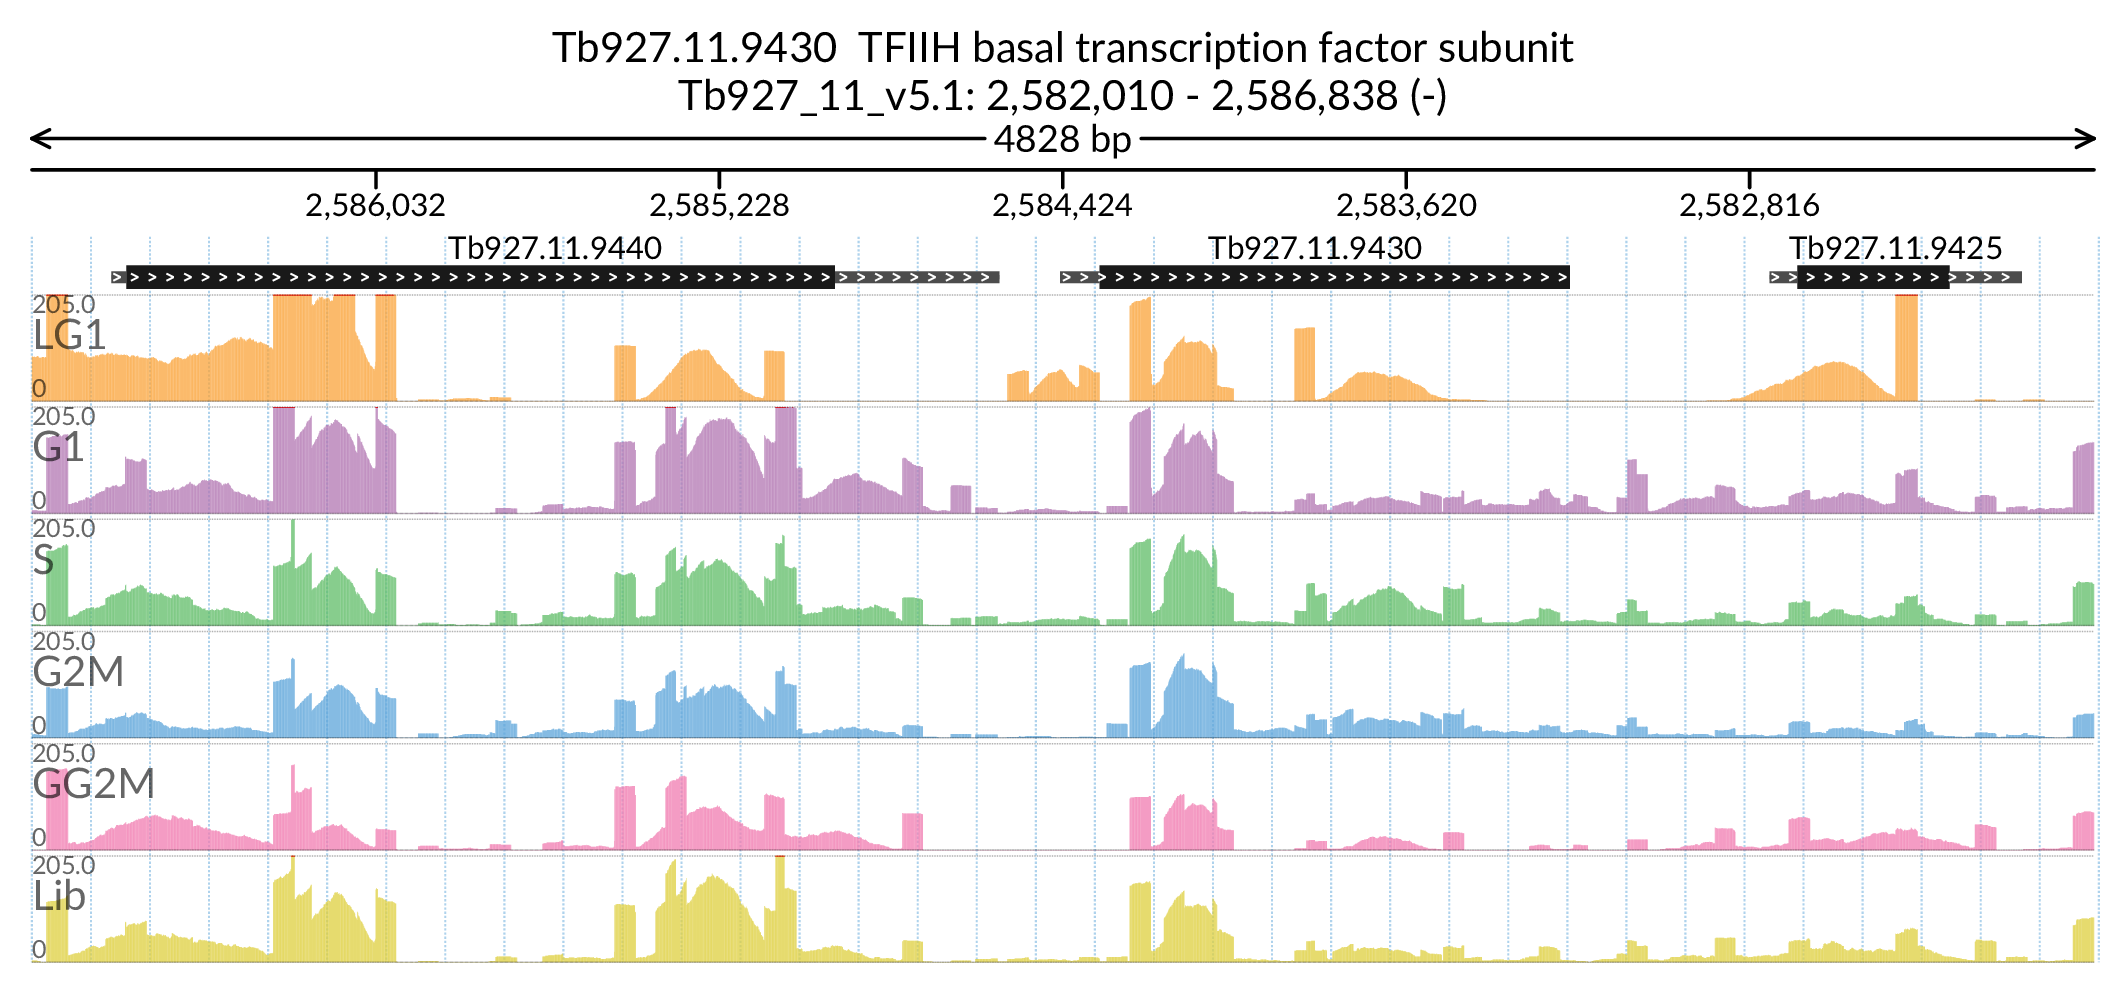 Tb927.11.9430  TFIIH basal transcription factor subunit
Tb927_11_v5.1: 2,582,010 - 2,586,838 (-)
4828 bp
2,586,032 2,585,228 2,584,424 2,583,620 2,582,816
Tb927.11.9440 Tb927.11.9430 Tb927.11.9425
205.0
LG1
0
205.0
G1
0
205.0
S
0
205.0
G2M
0
205.0
GG2M
0
205.0
Lib
0